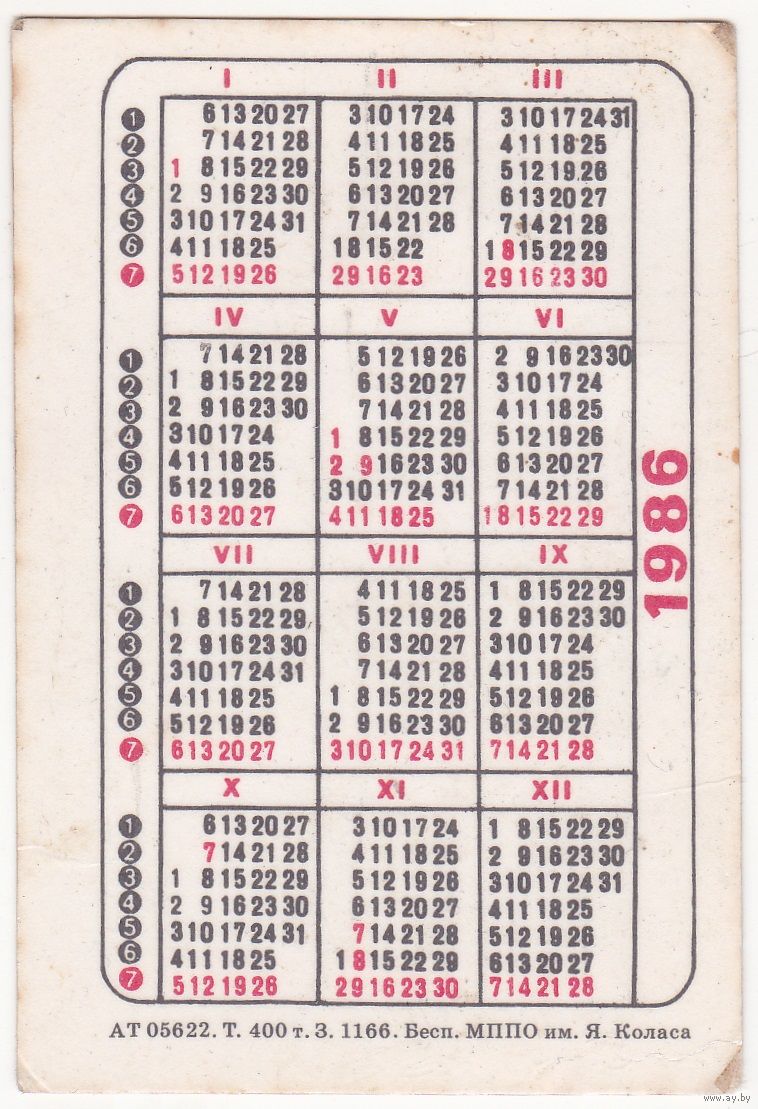 I II III
1 6 13 20 27 3 10 17 24 3 10 17 24 31
2 7 14 21 28 4 11 18 25 4 11 18 25
3 1 8 15 22 29 5 12 19 26 5 12 19 26
4 2 9 16 23 30 6 13 20 27 6 13 20 27
5 3 10 17 24 31 7 14 21 28 7 14 21 28
6 4 11 18 25 1 8 15 22 1 8 15 22 29
7 5 12 19 26 2 9 16 23 2 9 16 23 30
IV V VI
1 7 14 21 28 5 12 19 26 2 9 16 23 30
2 1 8 15 22 29 6 13 20 27 3 10 17 24
3 2 9 16 23 30 7 14 21 28 4 11 18 25
4 3 10 17 24 1 8 15 22 29 5 12 19 26
5 4 11 18 25 2 9 16 23 30 6 13 20 27
6 5 12 19 26 3 10 17 24 31 7 14 21 28
7 6 13 20 27 4 11 18 25 1 8 15 22 29
1986
VII VIII IX
1 7 14 21 28 4 11 18 25 1 8 15 22 29
2 1 8 15 22 29 5 12 19 26 2 9 16 23 30
3 2 9 16 23 30 6 13 20 27 3 10 17 24
4 3 10 17 24 31 7 14 21 28 4 11 18 25
5 4 11 18 25 1 8 15 22 29 5 12 19 26
6 5 12 19 26 2 9 16 23 30 6 13 20 27
7 6 13 20 27 3 10 17 24 31 7 14 21 28
X XI XII
1 6 13 20 27 3 10 17 24 1 8 15 22 29
2 7 14 21 28 4 11 18 25 2 9 16 23 30
3 1 8 15 22 29 5 12 19 26 3 10 17 24 31
4 2 9 16 23 30 6 13 20 27 4 11 18 25
5 3 10 17 24 31 7 14 21 28 5 12 19 26
6 4 11 18 25 1 8 15 22 29 6 13 20 27
7 5 12 19 26 2 9 16 23 30 7 14 21 28
АТ 05622. Т. 400 т. З. 1166. Бесп. МППО им. Я. Коласа
www.ay.by